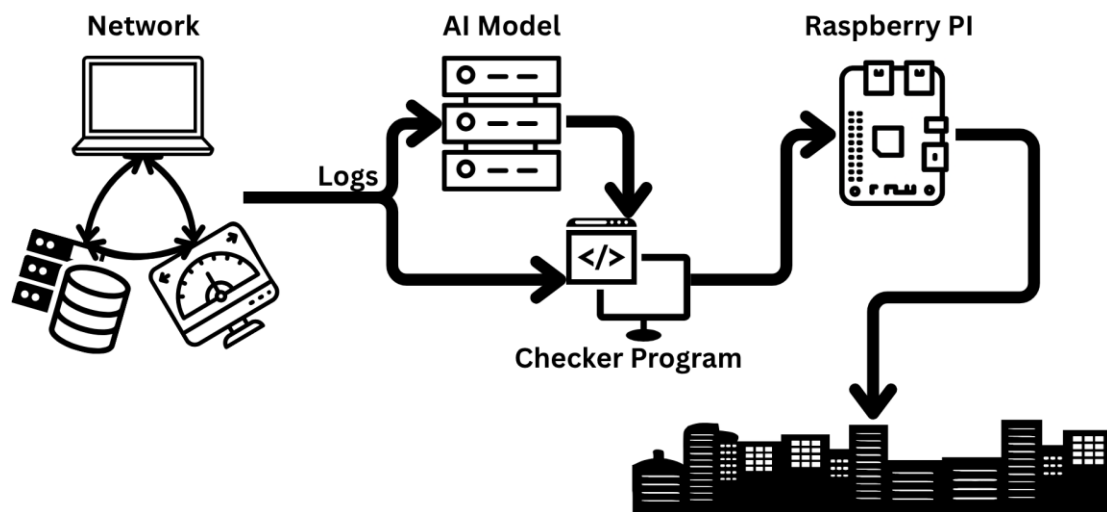 Network
AI Model
Raspberry PI
Logs
</>
Checker Program